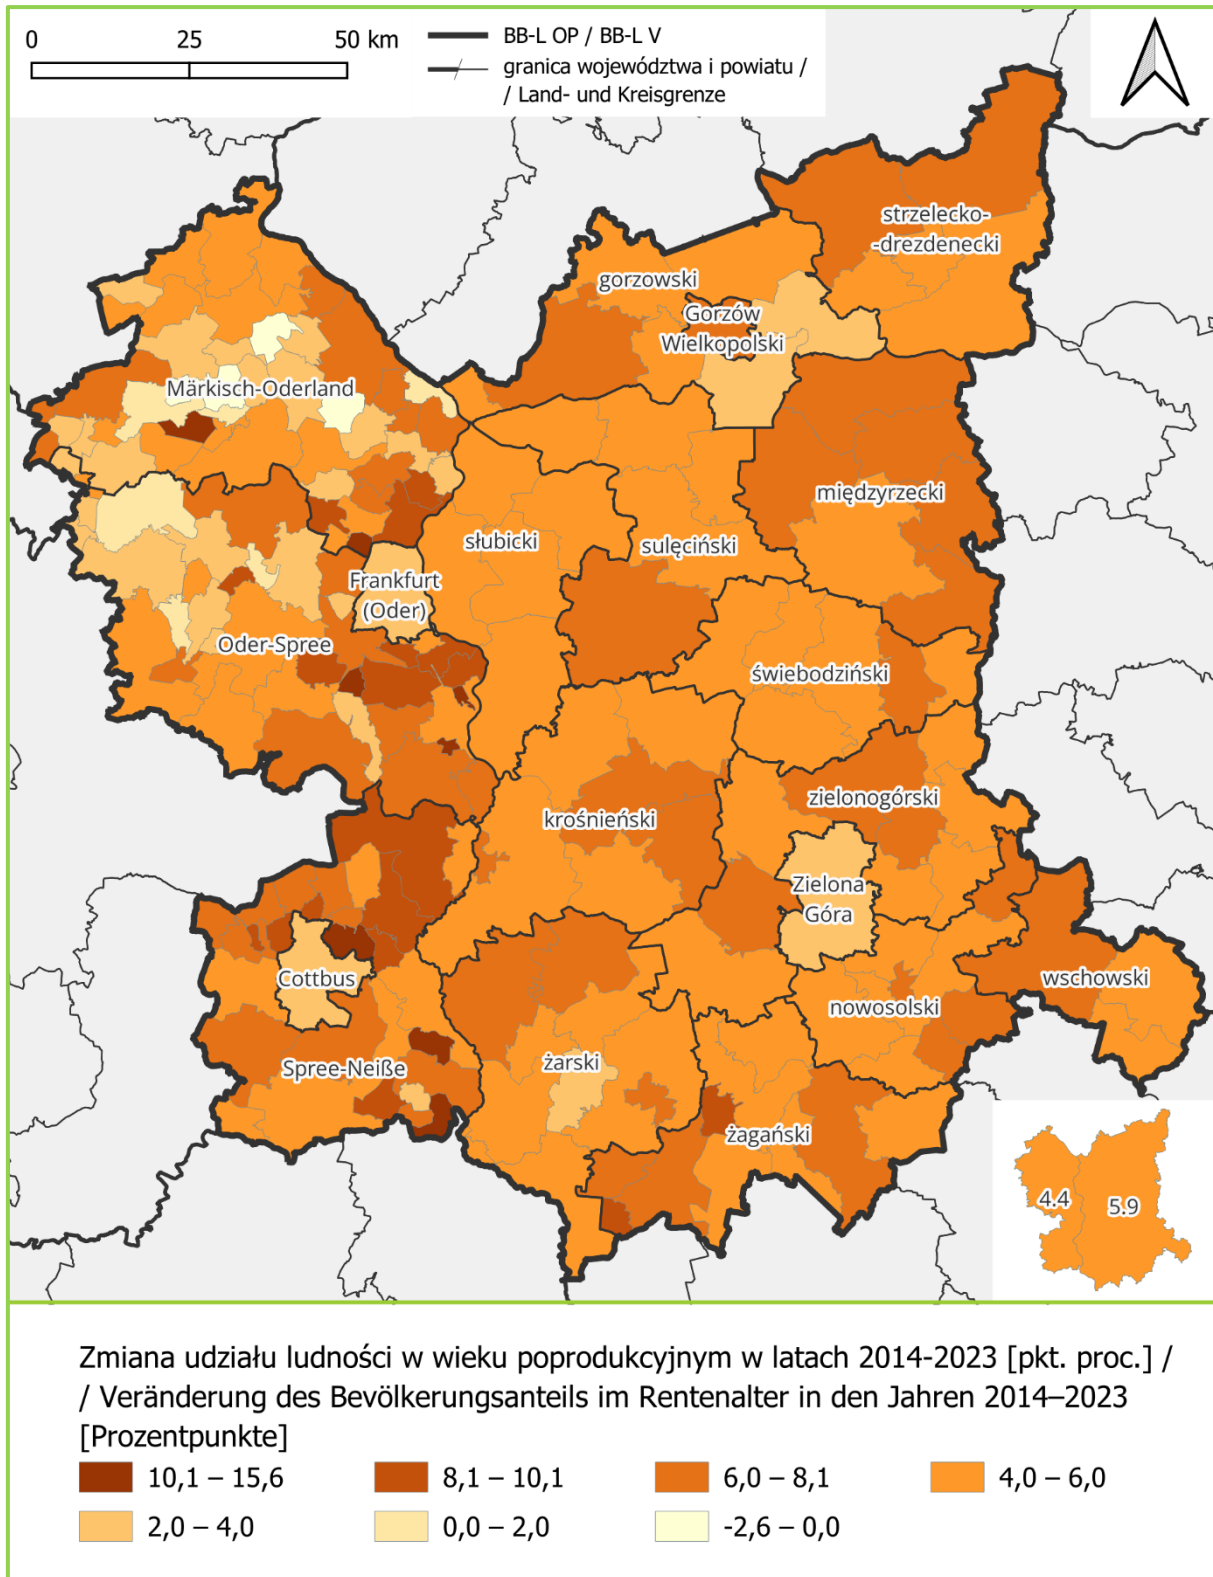 0 25 50 km
BB-L OP / BB-L V
granica województwa i powiatu /
/ Land- und Kreisgrenze
strzelecko-
-drezdenecki
gorzowski
Gorzów
Wielkopolski
Märkisch-Oderland
międzyrzecki
słubicki
sulęciński
Frankfurt
(Oder)
Oder-Spree
świebodziński
zielonogórski
krośnieński
Zielona
Góra
Cottbus
wschowski
nowosolski
Spree-Neiße
żarski
żagański
4.4
5.9
Zmiana udziału ludności w wieku poprodukcyjnym w latach 2014-2023 [pkt. proc.] /
/ Veränderung des Bevölkerungsanteils im Rentenalter in den Jahren 2014–2023
[Prozentpunkte]
10,1 – 15,6
8,1 – 10,1
6,0 – 8,1
4,0 – 6,0
2,0 – 4,0
0,0 – 2,0
-2,6 – 0,0